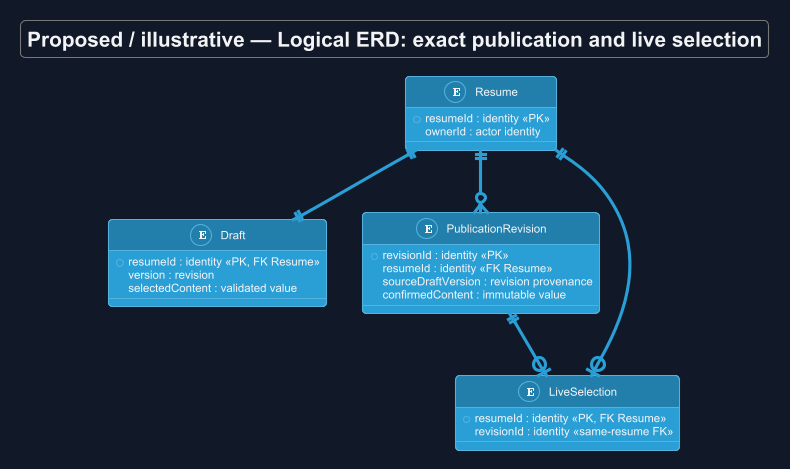 Proposed / illustrative — Logical ERD: exact publication and live selection
E Resume
resumeId : identity «PK»
ownerId : actor identity
E Draft
resumeId : identity «PK, FK Resume»
version : revision
selectedContent : validated value
E PublicationRevision
revisionId : identity «PK»
resumeId : identity «FK Resume»
sourceDraftVersion : revision provenance
confirmedContent : immutable value
E LiveSelection
resumeId : identity «PK, FK Resume»
revisionId : identity «same-resume FK»